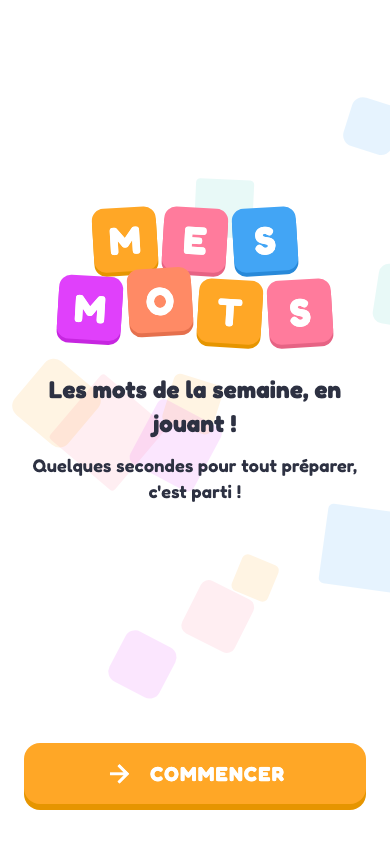 MES
MOTS
Les mots de la semaine, en
jouant !
Quelques secondes pour tout préparer,
c'est parti !
→ COMMENCER